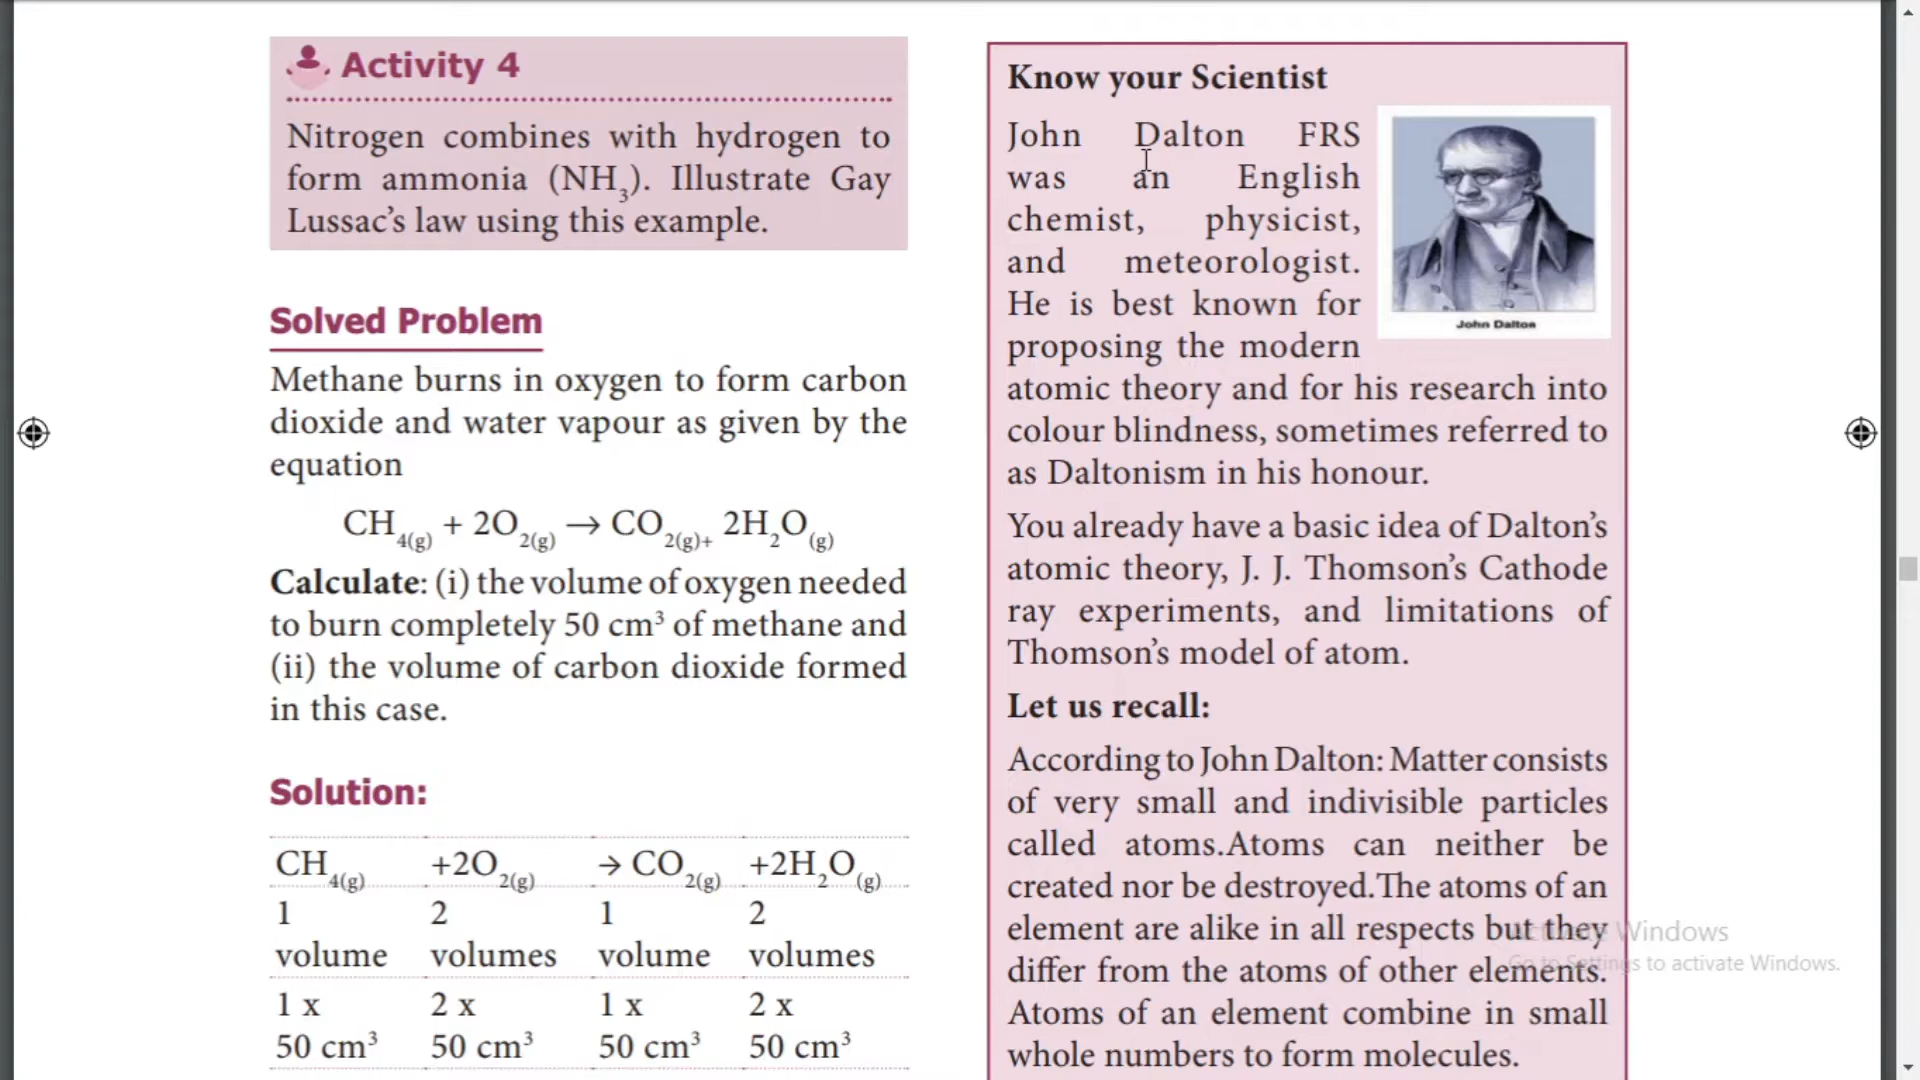 Activity 4
Nitrogen combines with hydrogen to
form ammonia (NH₃). Illustrate Gay
Lussac’s law using this example.
Solved Problem
Methane burns in oxygen to form carbon
dioxide and water vapour as given by the
equation
CH₄(g) + 2O₂(g) → CO₂(g)+ 2H₂O(g)
Calculate: (i) the volume of oxygen needed
to burn completely 50 cm³ of methane and
(ii) the volume of carbon dioxide formed
in this case.
Solution:
CH₄(g) +2O₂(g) → CO₂(g) +2H₂O(g)
1 2 1 2
volume volumes volume volumes
1 x 2 x 1 x 2 x
50 cm³ 50 cm³ 50 cm³ 50 cm³
Know your Scientist
John Dalton FRS
was an English
chemist, physicist,
and meteorologist.
He is best known for
proposing the modern
John Dalton
atomic theory and for his research into
colour blindness, sometimes referred to
as Daltonism in his honour.
You already have a basic idea of Dalton’s
atomic theory, J. J. Thomson’s Cathode
ray experiments, and limitations of
Thomson’s model of atom.
Let us recall:
According to John Dalton: Matter consists
of very small and indivisible particles
called atoms.Atoms can neither be
created nor be destroyed.The atoms of an
element are alike in all respects but they
differ from the atoms of other elements.
Atoms of an element combine in small
whole numbers to form molecules.
Activate Windows
Go to Settings to activate Windows.